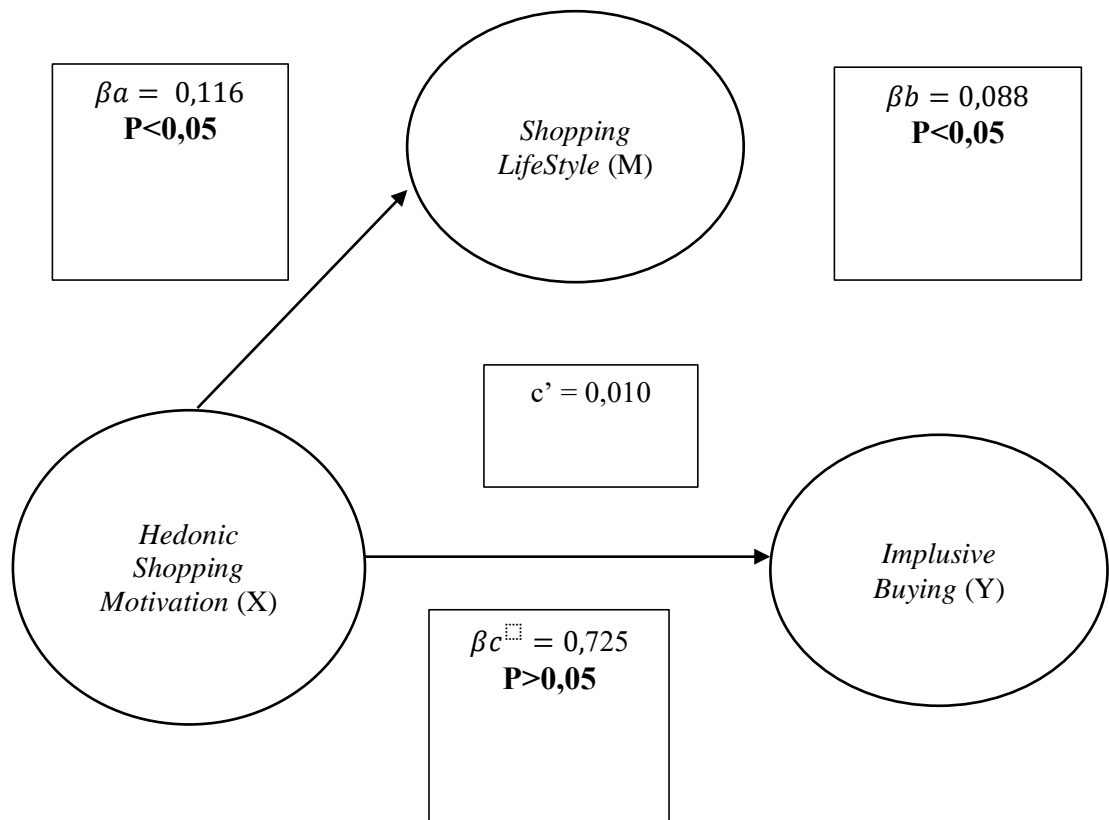 βa = 0,116
P<0,05
Shopping
LifeStyle (M)
βb = 0,088
P<0,05
c’ = 0,010
Hedonic
Shopping
Motivation (X)
Implusive
Buying (Y)
βc = 0,725
P>0,05